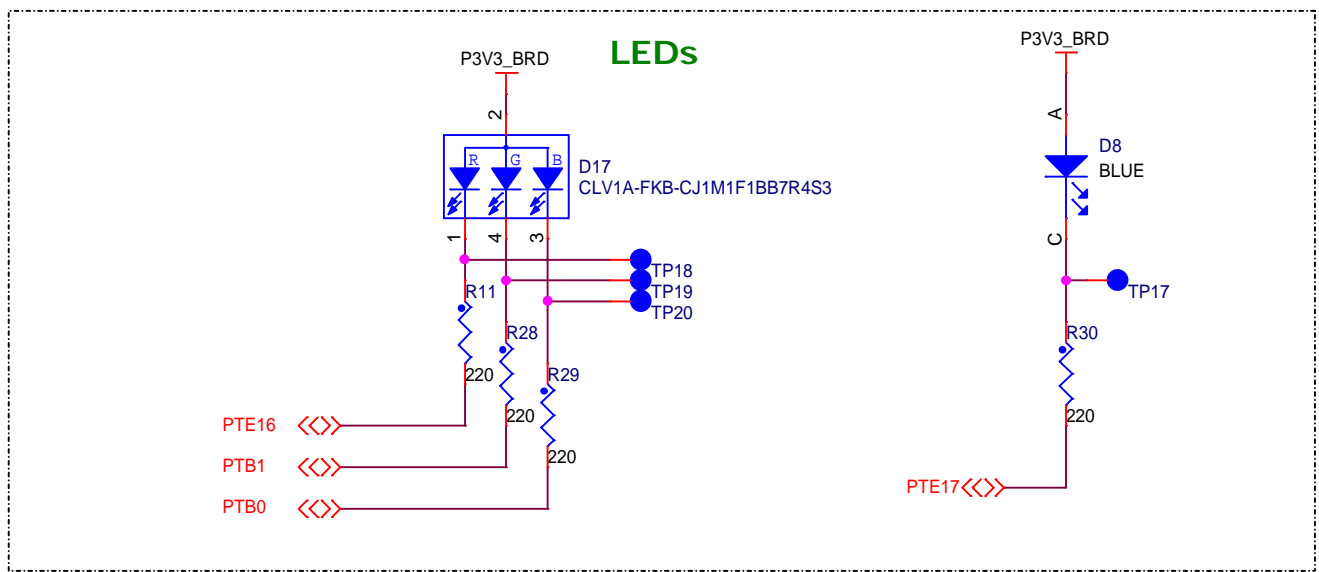 LEDs
P3V3_BRD
2
R G B
D17
CLV1A-FKB-CJ1M1F1BB7R4S3
1 4 3
TP18
TP19
TP20
R11
220
R28
220
R29
220
PTE16
PTB1
PTB0
P3V3_BRD
A
D8
BLUE
C
TP17
R30
220
PTE17